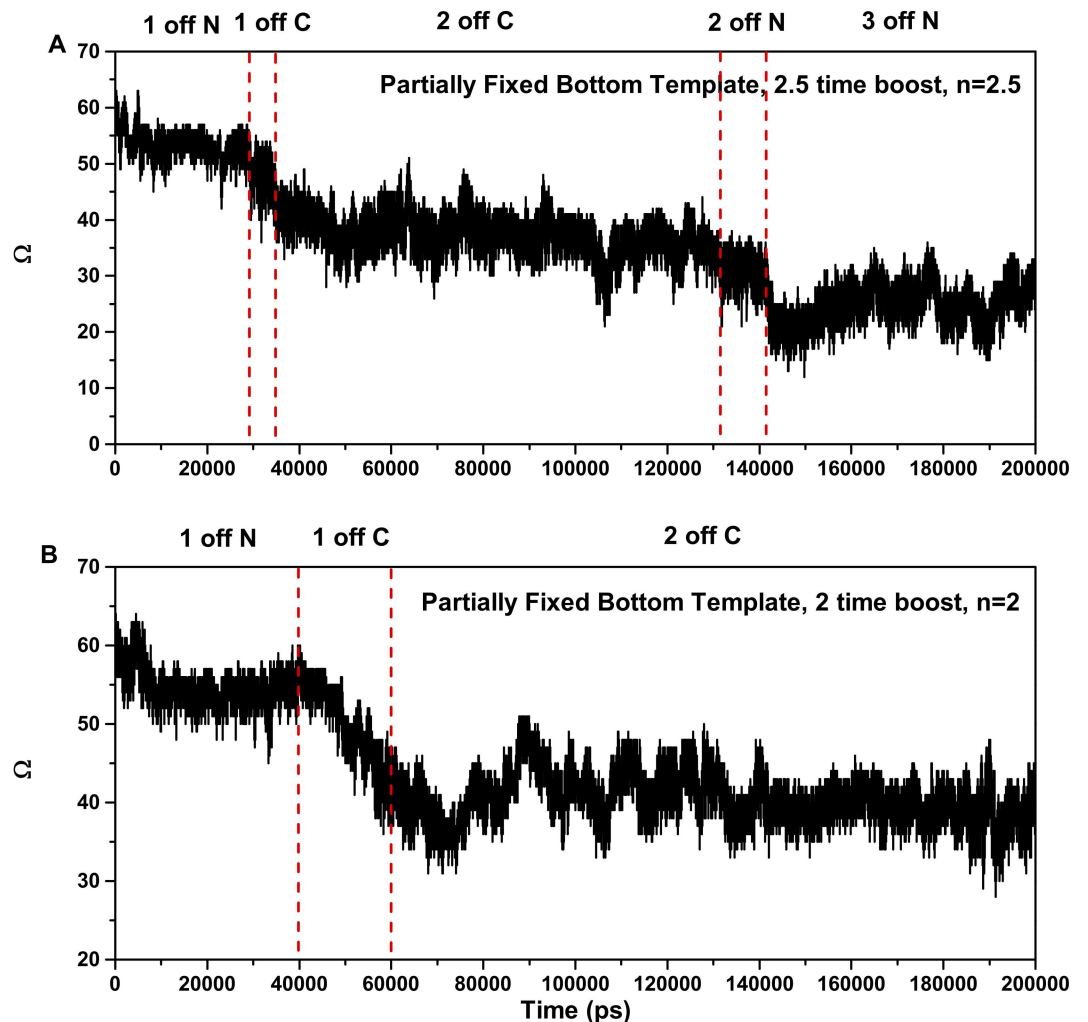 1 off N 1 off C 2 off C 2 off N 3 off N
A
70
Partially Fixed Bottom Template, 2.5 time boost, n=2.5
60
50
40
Ω
30
20
10
0
0 20000 40000 60000 80000 100000 120000 140000 160000 180000 200000
1 off N 1 off C 2 off C
B
70
Partially Fixed Bottom Template, 2 time boost, n=2
60
50
Ω
40
30
20
0 20000 40000 60000 80000 100000 120000 140000 160000 180000 200000
Time (ps)